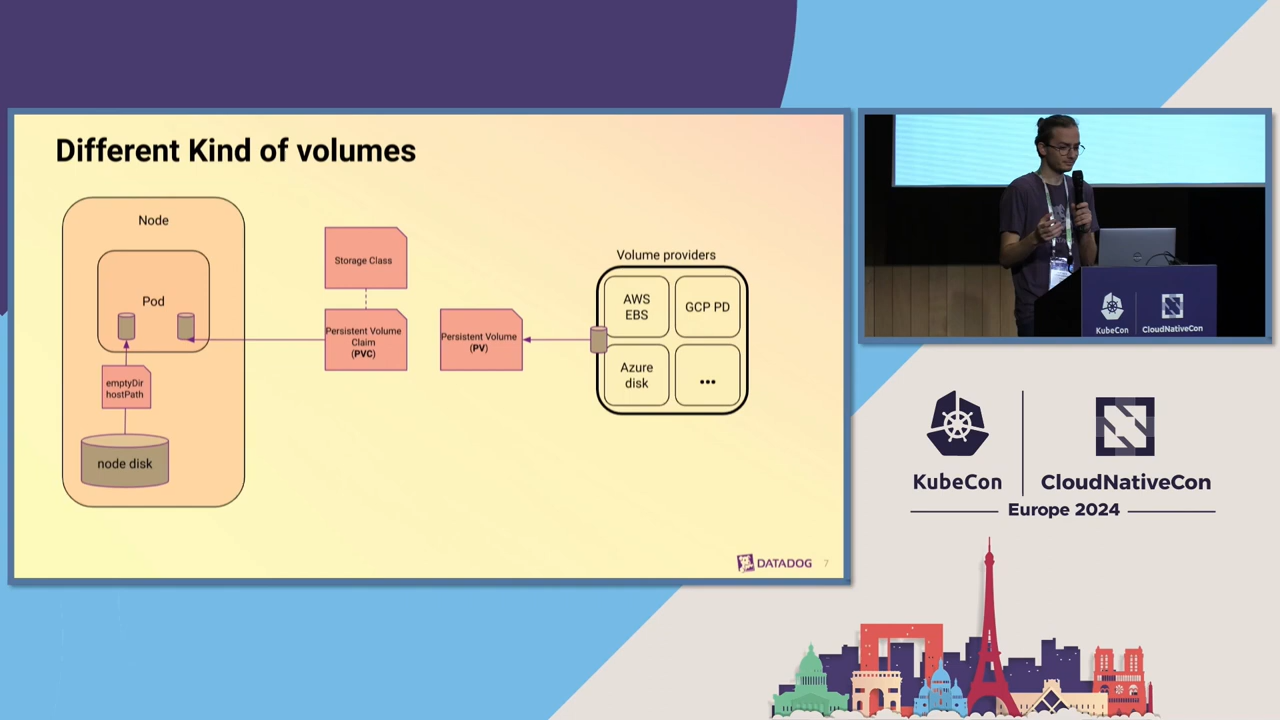 Different Kind of volumes
Node
Pod
emptyDir
hostPath
node disk
Storage Class
Persistent Volume
Claim
(PVC)
Persistent Volume
(PV)
Volume providers
AWS
EBS
GCP PD
Azure
disk
...
DATADOG
7
KubeCon
CloudNativeCon
KubeCon
CloudNativeCon
Europe 2024